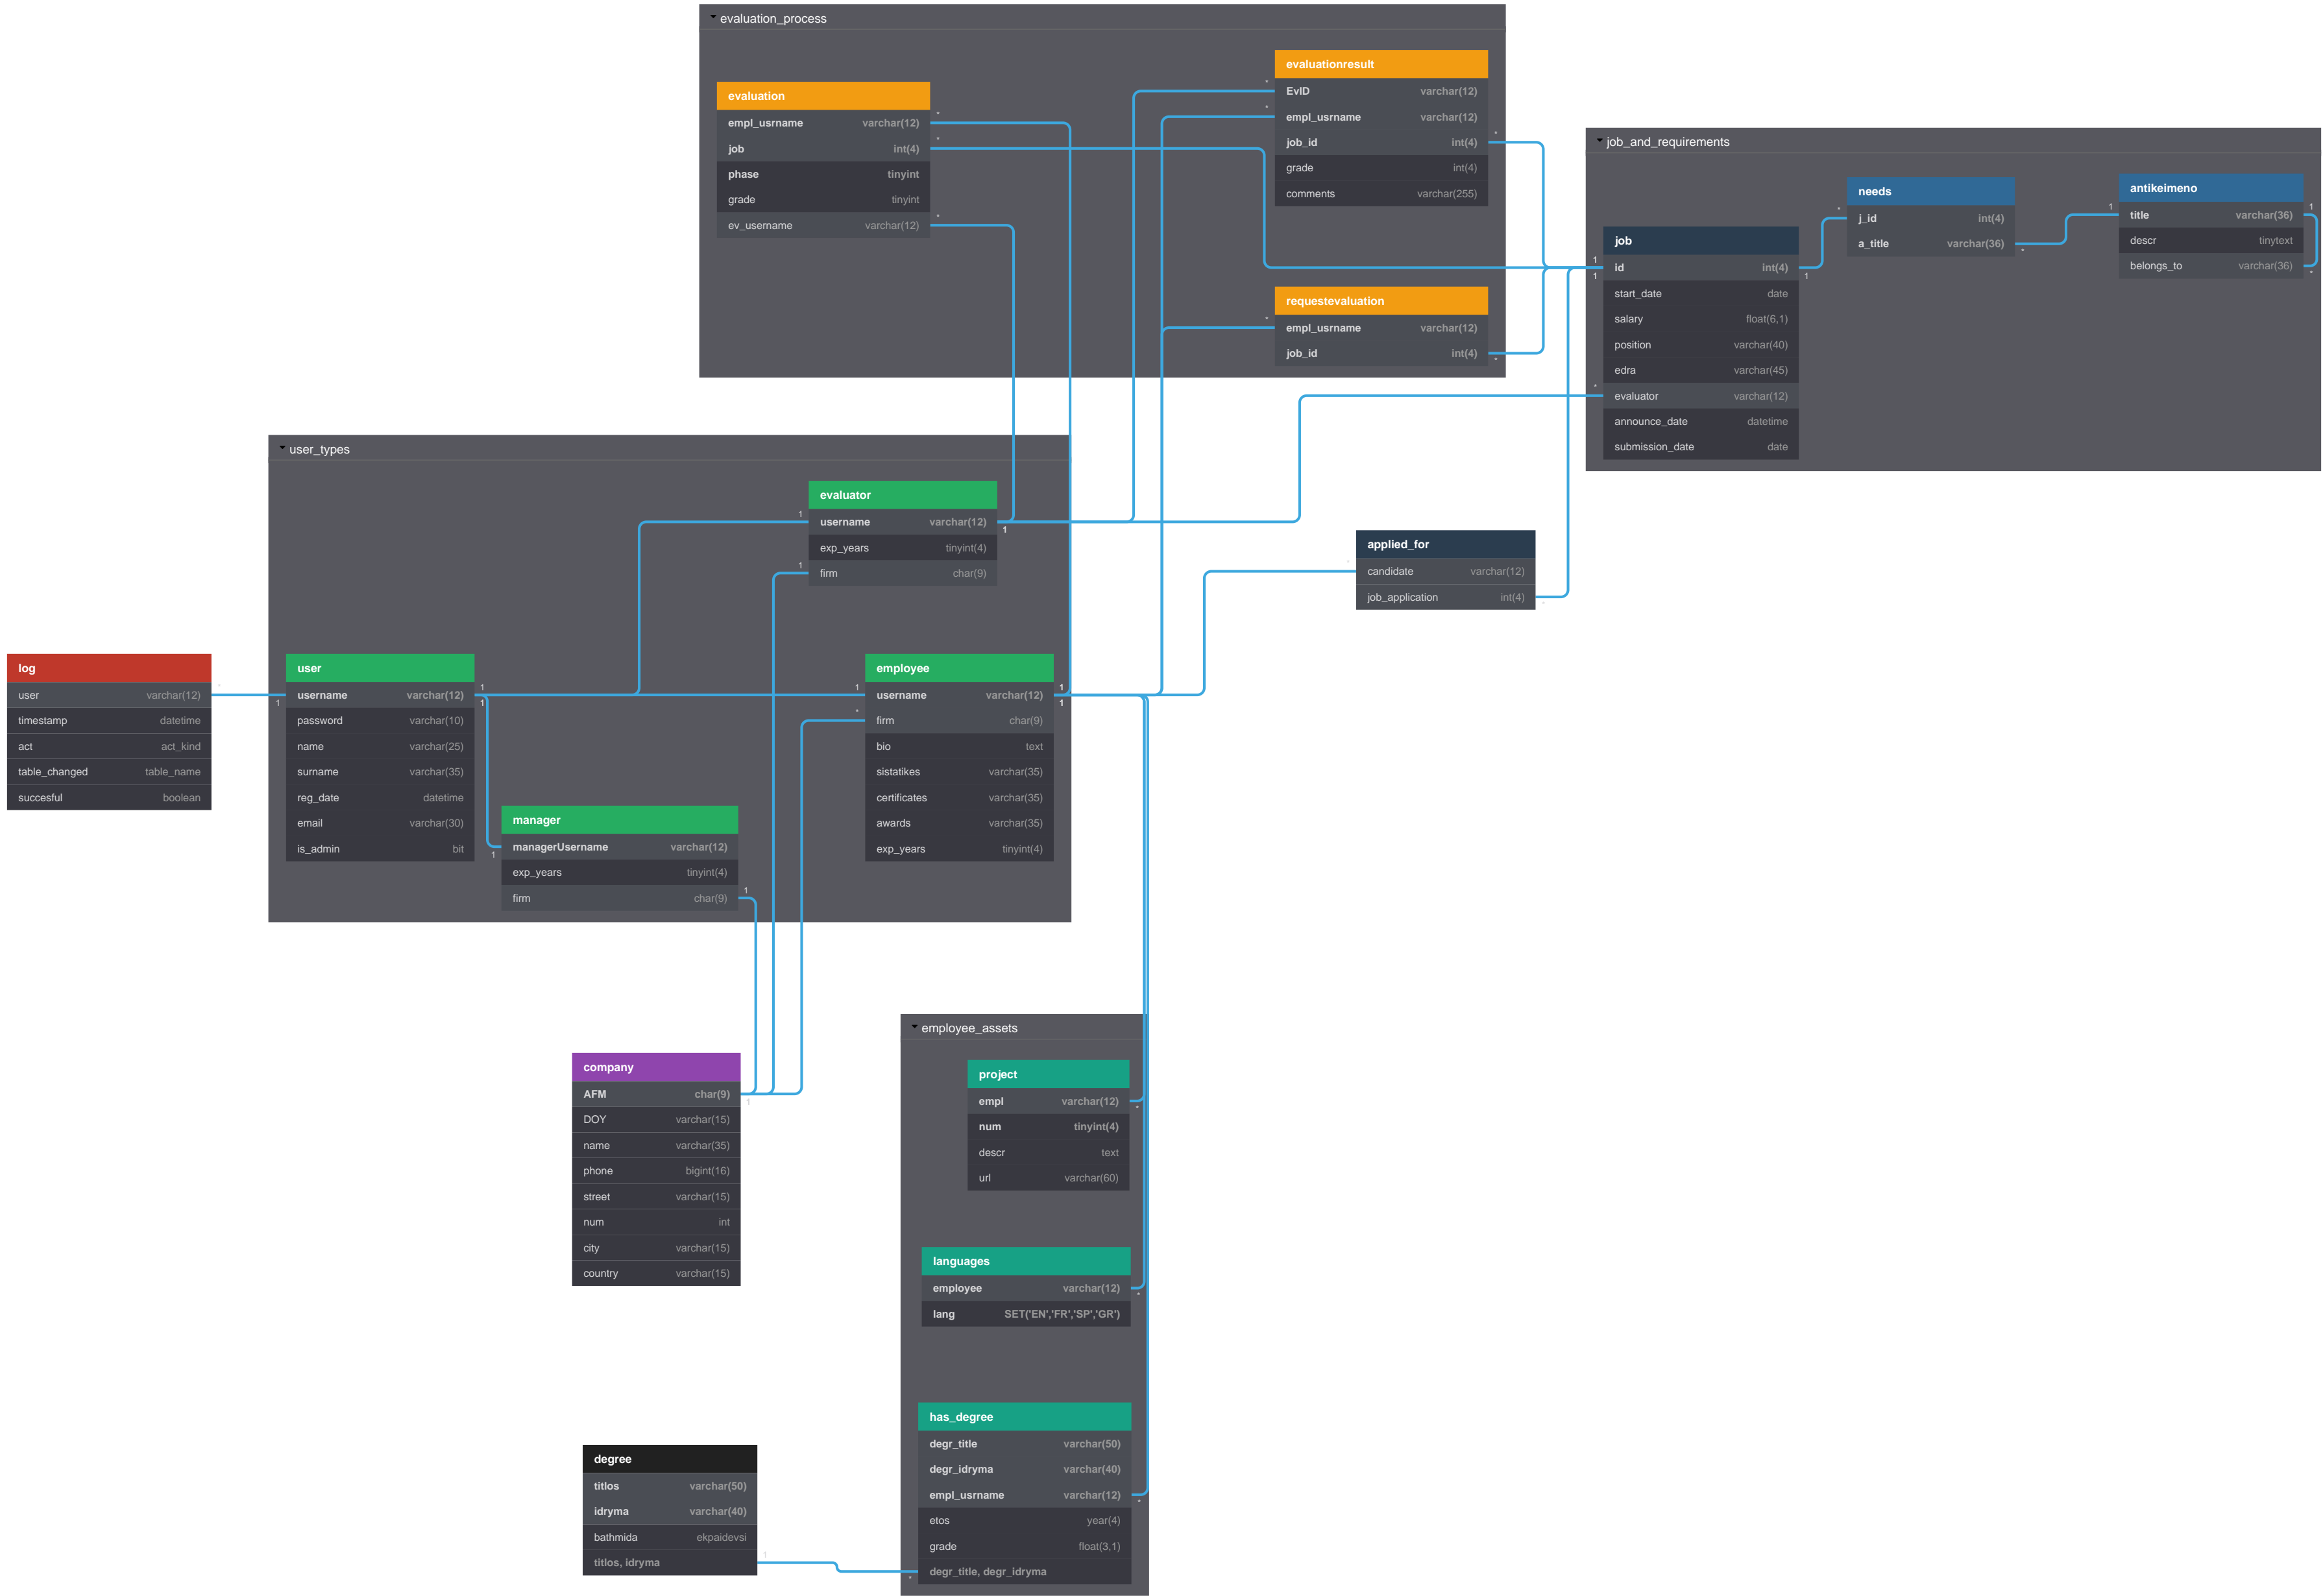 evaluation_process
evaluation
empl_usrname varchar(12)
job int(4)
phase tinyint
grade tinyint
ev_username varchar(12)
evaluationresult
EvID varchar(12)
empl_usrname varchar(12)
job_id int(4)
grade int(4)
comments varchar(255)
requestevaluation
empl_usrname varchar(12)
job_id int(4)
job_and_requirements
job
id int(4)
start_date date
salary float(6,1)
position varchar(40)
edra varchar(45)
evaluator varchar(12)
announce_date datetime
submission_date date
needs
j_id int(4)
a_title varchar(36)
antikeimeno
title varchar(36)
descr tinytext
belongs_to varchar(36)
user_types
evaluator
username varchar(12)
exp_years tinyint(4)
firm char(9)
user
username varchar(12)
password varchar(10)
name varchar(25)
surname varchar(35)
reg_date datetime
email varchar(30)
is_admin bit
manager
managerUsername varchar(12)
exp_years tinyint(4)
firm char(9)
employee
username varchar(12)
firm char(9)
bio text
sistatikes varchar(35)
certificates varchar(35)
awards varchar(35)
exp_years tinyint(4)
applied_for
candidate varchar(12)
job_application int(4)
log
user varchar(12)
timestamp datetime
act act_kind
table_changed table_name
succesful boolean
company
AFM char(9)
DOY varchar(15)
name varchar(35)
phone bigint(16)
street varchar(15)
num int
city varchar(15)
country varchar(15)
employee_assets
project
empl varchar(12)
num tinyint(4)
descr text
url varchar(60)
languages
employee varchar(12)
lang SET('EN','FR','SP','GR')
has_degree
degr_title varchar(50)
degr_idryma varchar(40)
empl_usrname varchar(12)
etos year(4)
grade float(3,1)
degr_title, degr_idryma
degree
titlos varchar(50)
idryma varchar(40)
bathmida ekpaidevsi
titlos, idryma